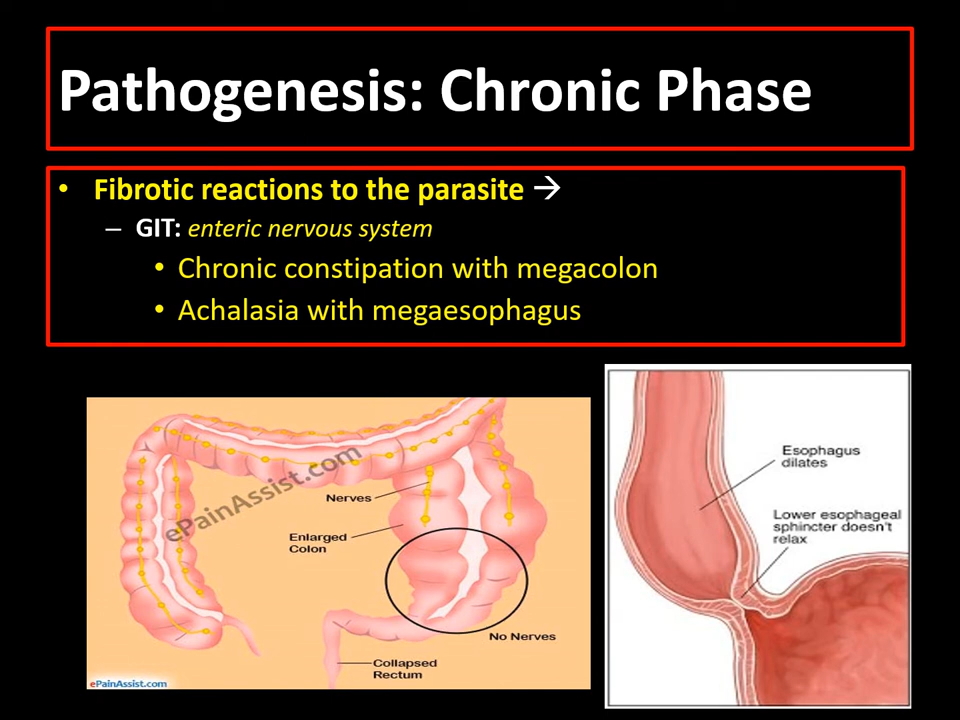 Pathogenesis: Chronic Phase
• Fibrotic reactions to the parasite →
– GIT: enteric nervous system
• Chronic constipation with megacolon
• Achalasia with megaesophagus
ePainAssist.com
Nerves
Enlarged
Colon
No Nerves
Collapsed
Rectum
ePainAssist.com
Esophagus
dilates
Lower esophageal
sphincter doesn't
relax